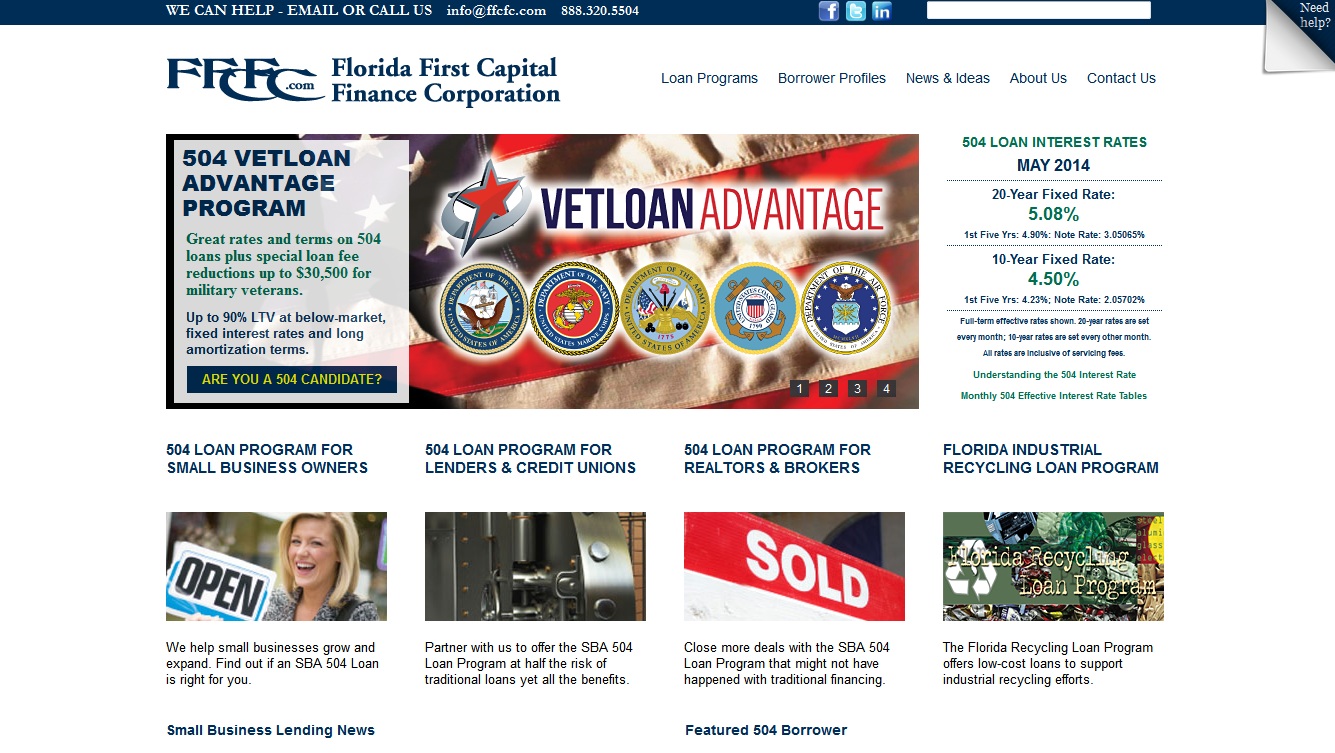 WE CAN HELP - EMAIL OR CALL US info@ffcfc.com 888.320.5504
Need
help?
FFCFC.com
Florida First Capital
Finance Corporation
Loan Programs Borrower Profiles News & Ideas About Us Contact Us
504 VETLOAN
ADVANTAGE
PROGRAM
Great rates and terms on 504
loans plus special loan fee
reductions up to $30,500 for
military veterans.
Up to 90% LTV at below-market,
fixed interest rates and long
amortization terms.
ARE YOU A 504 CANDIDATE?
VETLOAN ADVANTAGE
DEPARTMENT OF THE NAVY
UNITED STATES OF AMERICA
DEPARTMENT OF THE NAVY
UNITED STATES MARINE CORPS
DEPARTMENT OF THE ARMY
UNITED STATES OF AMERICA
1775
UNITED STATES COAST GUARD
1790
DEPARTMENT OF THE AIR FORCE
UNITED STATES OF AMERICA
1 2 3 4
504 LOAN INTEREST RATES
MAY 2014
20-Year Fixed Rate:
5.08%
1st Five Yrs: 4.90%: Note Rate: 3.05065%
10-Year Fixed Rate:
4.50%
1st Five Yrs: 4.23%; Note Rate: 2.05702%
Full-term effective rates shown. 20-year rates are set
every month; 10-year rates are set every other month.
All rates are inclusive of servicing fees.
Understanding the 504 Interest Rate
Monthly 504 Effective Interest Rate Tables
504 LOAN PROGRAM FOR
SMALL BUSINESS OWNERS
OPEN
We help small businesses grow and
expand. Find out if an SBA 504 Loan
is right for you.
504 LOAN PROGRAM FOR
LENDERS & CREDIT UNIONS
Partner with us to offer the SBA 504
Loan Program at half the risk of
traditional loans yet all the benefits.
504 LOAN PROGRAM FOR
REALTORS & BROKERS
SOLD
Close more deals with the SBA 504
Loan Program that might not have
happened with traditional financing.
FLORIDA INDUSTRIAL
RECYCLING LOAN PROGRAM
Florida Recycling
Loan Program
The Florida Recycling Loan Program
offers low-cost loans to support
industrial recycling efforts.
Small Business Lending News
Featured 504 Borrower